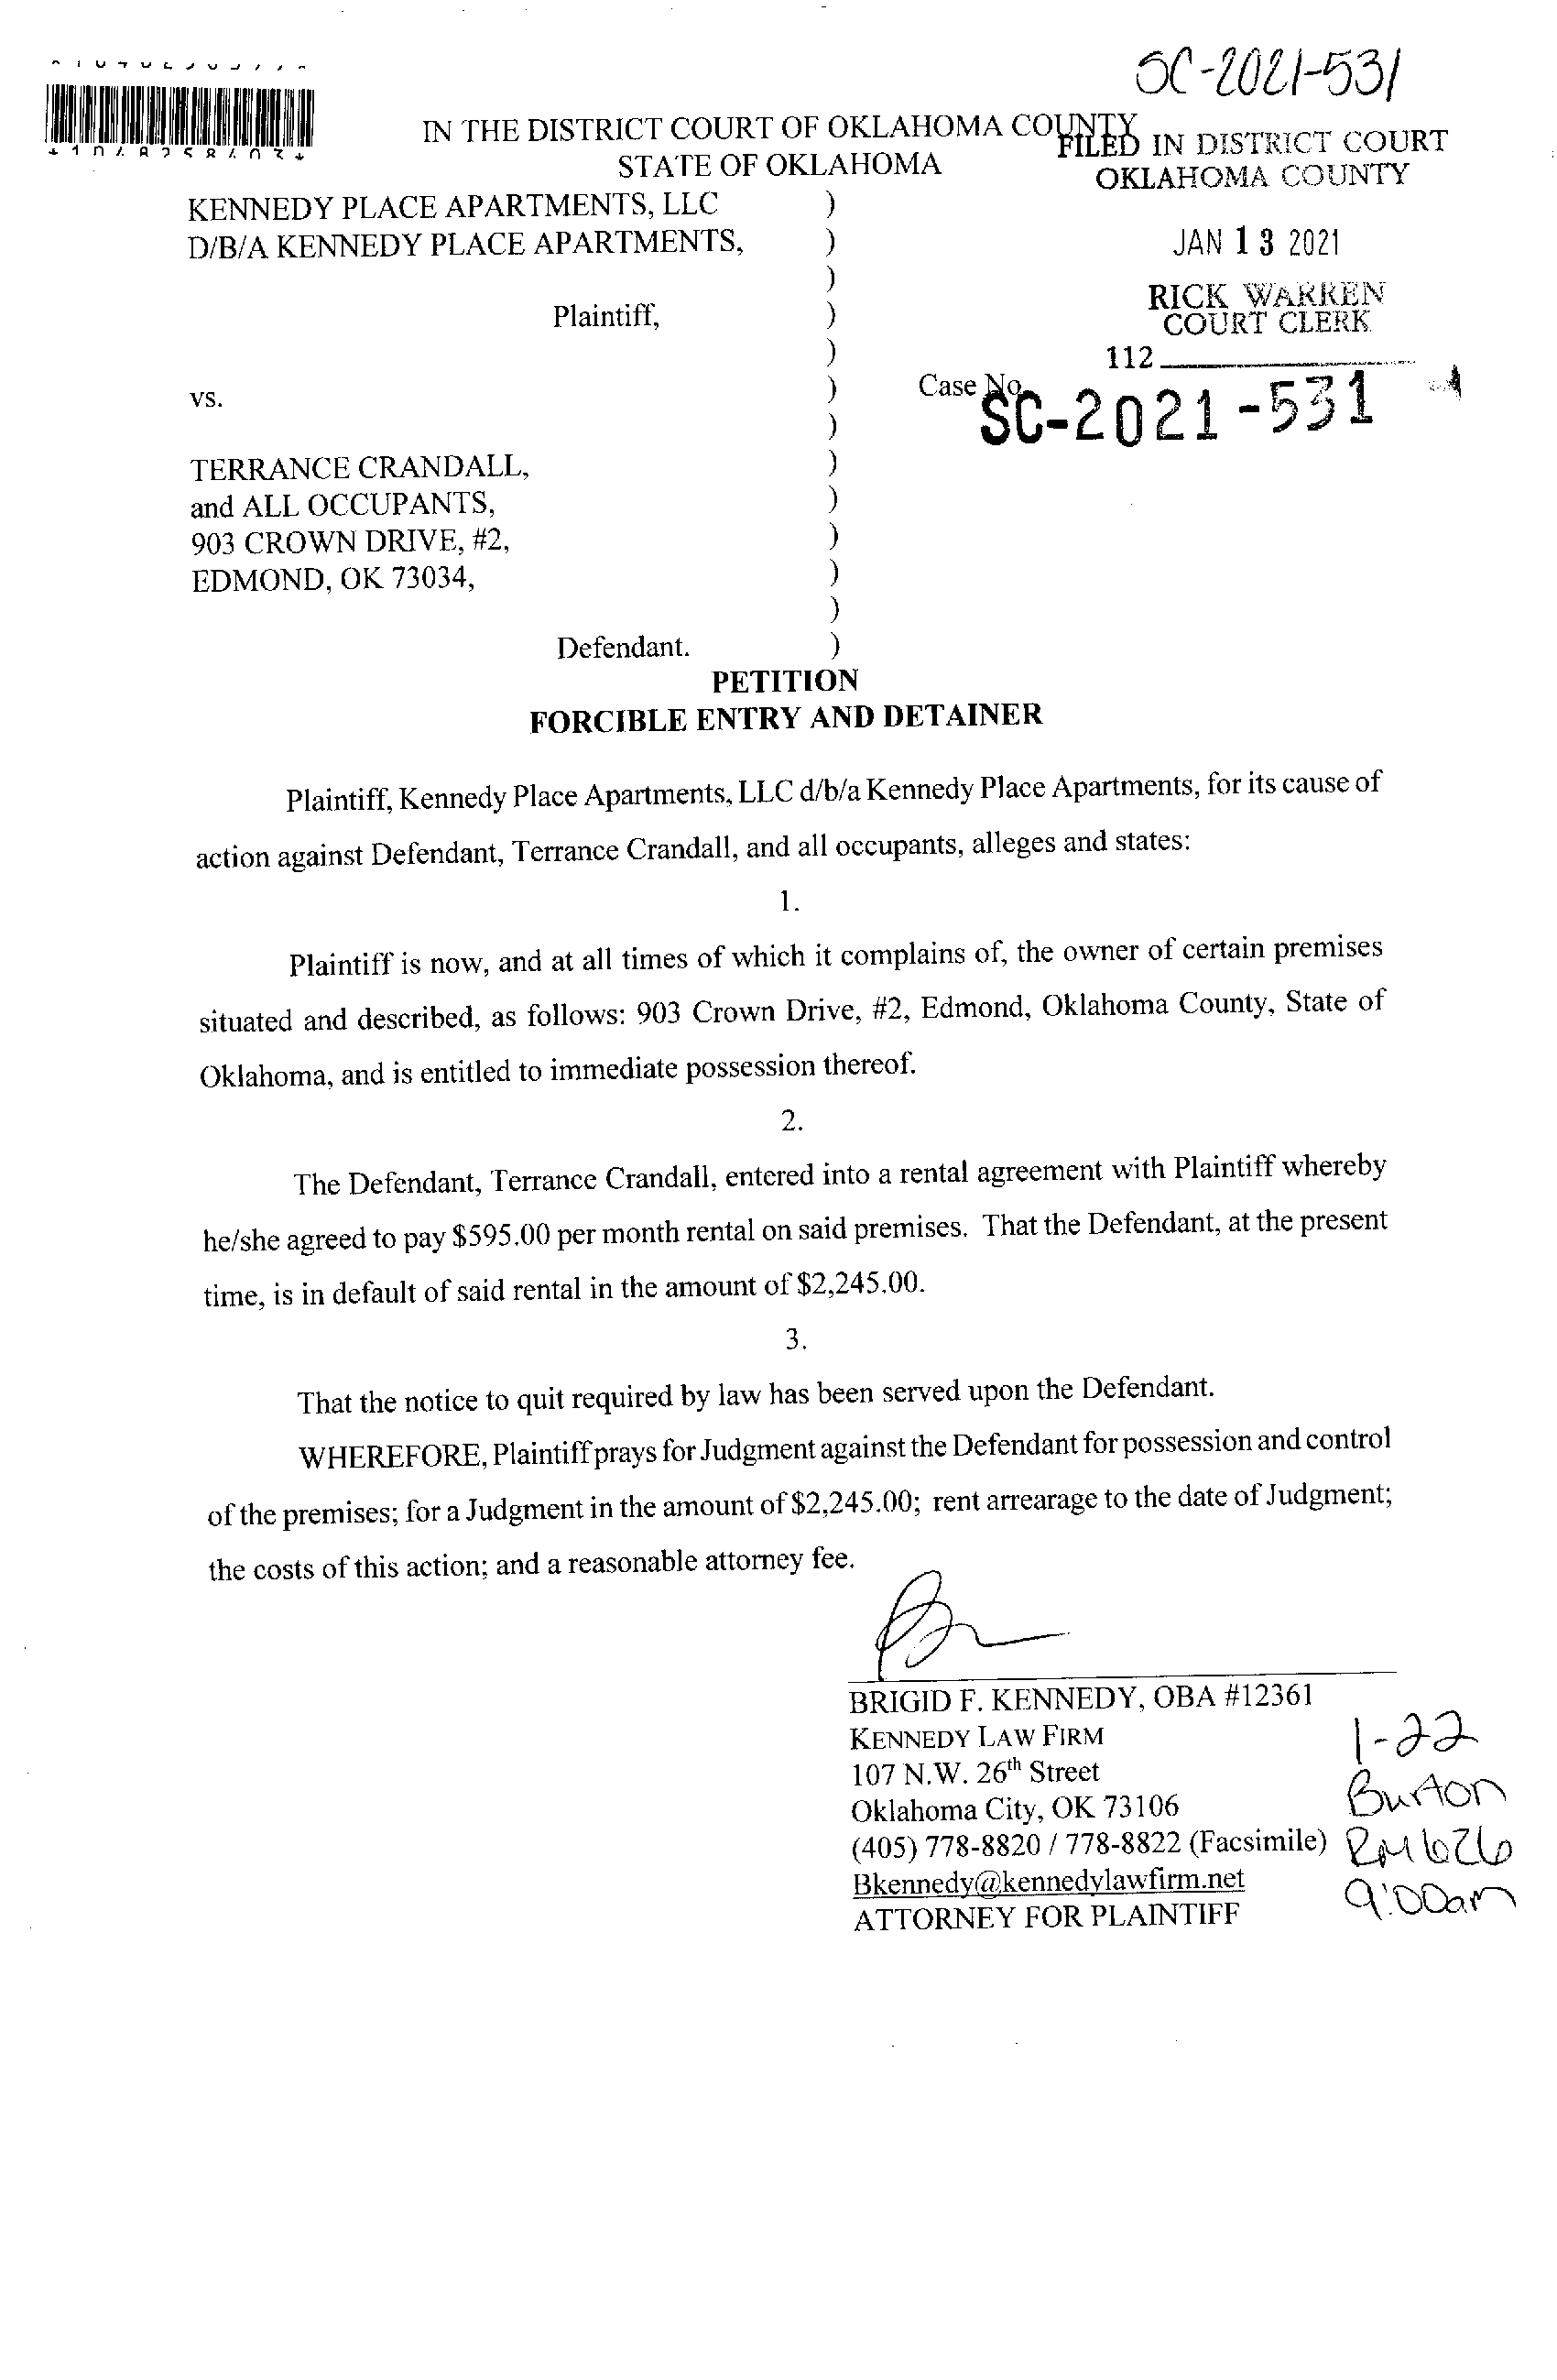 SC-2021-531
IN THE DISTRICT COURT OF OKLAHOMA COUNTY
STATE OF OKLAHOMA
FILED IN DISTRICT COURT
OKLAHOMA COUNTY
JAN 13 2021
RICK WARREN
COURT CLERK
112
KENNEDY PLACE APARTMENTS, LLC )
D/B/A KENNEDY PLACE APARTMENTS, )
)
Plaintiff, )
)
vs. ) Case No.
SC-2021-531
)
TERRANCE CRANDALL, )
and ALL OCCUPANTS, )
903 CROWN DRIVE, #2, )
EDMOND, OK 73034, )
)
Defendant. )
PETITION
FORCIBLE ENTRY AND DETAINER
Plaintiff, Kennedy Place Apartments, LLC d/b/a Kennedy Place Apartments, for its cause of
action against Defendant, Terrance Crandall, and all occupants, alleges and states:
1.
Plaintiff is now, and at all times of which it complains of, the owner of certain premises
situated and described, as follows: 903 Crown Drive, #2, Edmond, Oklahoma County, State of
Oklahoma, and is entitled to immediate possession thereof.
2.
The Defendant, Terrance Crandall, entered into a rental agreement with Plaintiff whereby
he/she agreed to pay $595.00 per month rental on said premises. That the Defendant, at the present
time, is in default of said rental in the amount of $2,245.00.
3.
That the notice to quit required by law has been served upon the Defendant.
WHEREFORE, Plaintiff prays for Judgment against the Defendant for possession and control
of the premises; for a Judgment in the amount of $2,245.00; rent arrearage to the date of Judgment;
the costs of this action; and a reasonable attorney fee.
BRIGID F. KENNEDY, OBA #12361
KENNEDY LAW FIRM
107 N.W. 26th Street
Oklahoma City, OK 73106
(405) 778-8820 / 778-8822 (Facsimile)
Bkennedy@kennedylawfirm.net
ATTORNEY FOR PLAINTIFF
1-22
Burton
RM 626
9:00am